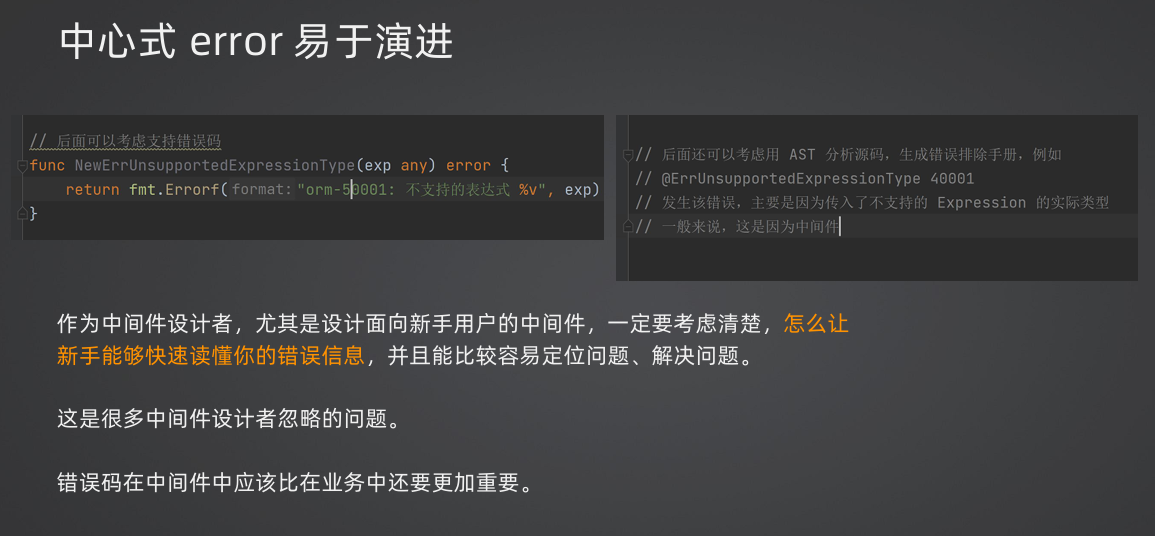 中心式 error 易于演进
// 后面可以考虑支持错误码
func NewErrUnsupportedExpressionType(exp any) error {
return fmt.Errorf( format: "orm-50001: 不支持的表达式 %v", exp)
}
// 后面还可以考虑用 AST 分析源码，生成错误排除手册，例如
// @ErrUnsupportedExpressionType 40001
// 发生该错误，主要是因为传入了不支持的 Expression 的实际类型
// 一般来说，这是因为中间件
作为中间件设计者，尤其是设计面向新手用户的中间件，一定要考虑清楚，怎么让
新手能够快速读懂你的错误信息，并且能比较容易定位问题、解决问题。
这是很多中间件设计者忽略的问题。
错误码在中间件中应该比在业务中还要更加重要。